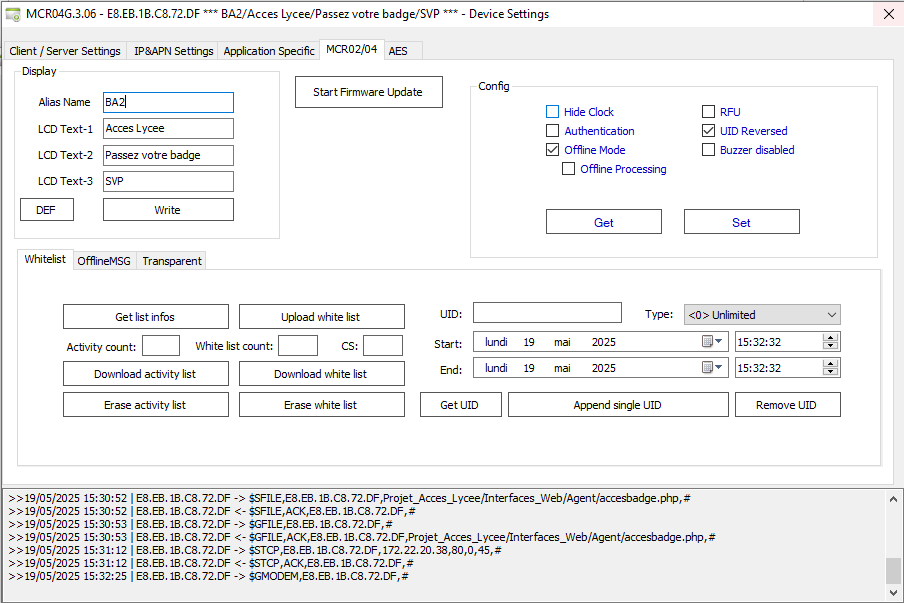 MCR04G.3.06 - E8.EB.1B.C8.72.DF *** BA2/Acces Lycee/Passez votre badge/SVP *** - Device Settings
Client / Server Settings IP&APN Settings Application Specific MCR02/04 AES
Display
Alias Name BA2
LCD Text-1 Acces Lycee
LCD Text-2 Passez votre badge
LCD Text-3 SVP
DEF Write
Start Firmware Update
Config
Hide Clock RFU
Authentication UID Reversed
Offline Mode Buzzer disabled
Offline Processing
Get Set
Whitelist OfflineMSG Transparent
Get list infos Upload white list
Activity count: White list count: CS:
Download activity list Download white list
Erase activity list Erase white list
UID: Type: <0> Unlimited
Start: lundi 19 mai 2025 15:32:32
End: lundi 19 mai 2025 15:32:32
Get UID Append single UID Remove UID
>>19/05/2025 15:30:52 | E8.EB.1B.C8.72.DF -> $SFILE,E8.EB.1B.C8.72.DF,Projet_Acces_Lycee/Interfaces_Web/Agent/accesbadge.php,#
>>19/05/2025 15:30:52 | E8.EB.1B.C8.72.DF <- $SFILE,ACK,E8.EB.1B.C8.72.DF,#
>>19/05/2025 15:30:53 | E8.EB.1B.C8.72.DF -> $GFILE,E8.EB.1B.C8.72.DF,#
>>19/05/2025 15:30:53 | E8.EB.1B.C8.72.DF <- $GFILE,ACK,E8.EB.1B.C8.72.DF,Projet_Acces_Lycee/Interfaces_Web/Agent/accesbadge.php,#
>>19/05/2025 15:31:12 | E8.EB.1B.C8.72.DF -> $STCP,E8.EB.1B.C8.72.DF,172.22.20.38,80,0,45,#
>>19/05/2025 15:31:12 | E8.EB.1B.C8.72.DF <- $STCP,ACK,E8.EB.1B.C8.72.DF,#
>>19/05/2025 15:32:25 | E8.EB.1B.C8.72.DF -> $GMODEM,E8.EB.1B.C8.72.DF,#